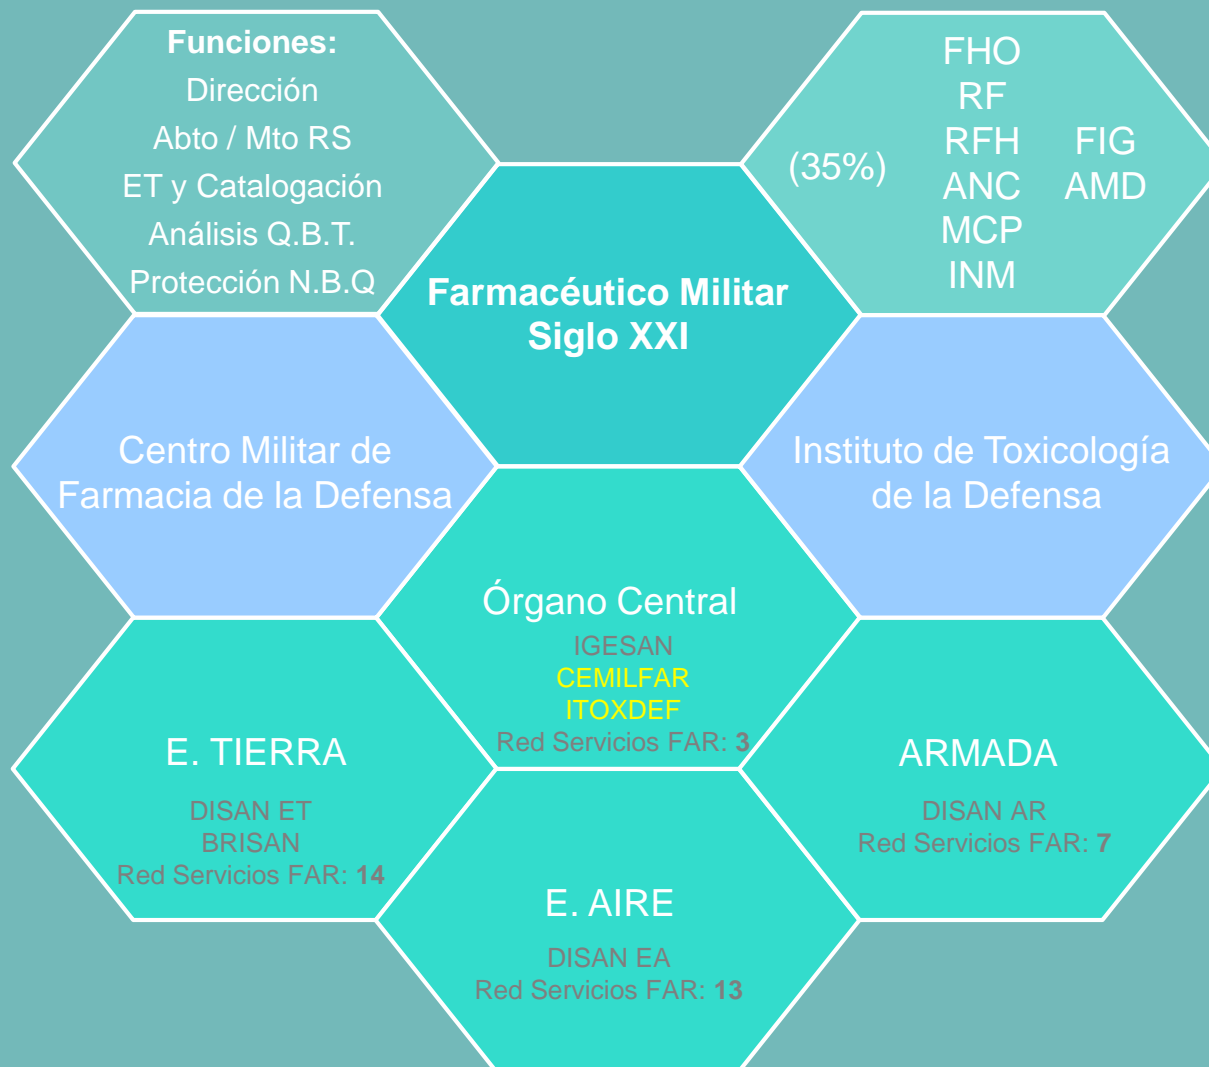 Funciones:
Dirección
Abto / Mto RS
ET y Catalogación
Análisis Q.B.T.
Protección N.B.Q
(35%)
FHO
RF
RFH
ANC
MCP
INM
FIG
AMD
Farmacéutico Militar
Siglo XXI
Centro Militar de
Farmacia de la Defensa
Instituto de Toxicología
de la Defensa
Órgano Central
IGESAN
CEMILFAR
ITOXDEF
Red Servicios FAR: 3
E. TIERRA
DISAN ET
BRISAN
Red Servicios FAR: 14
ARMADA
DISAN AR
Red Servicios FAR: 7
E. AIRE
DISAN EA
Red Servicios FAR: 13